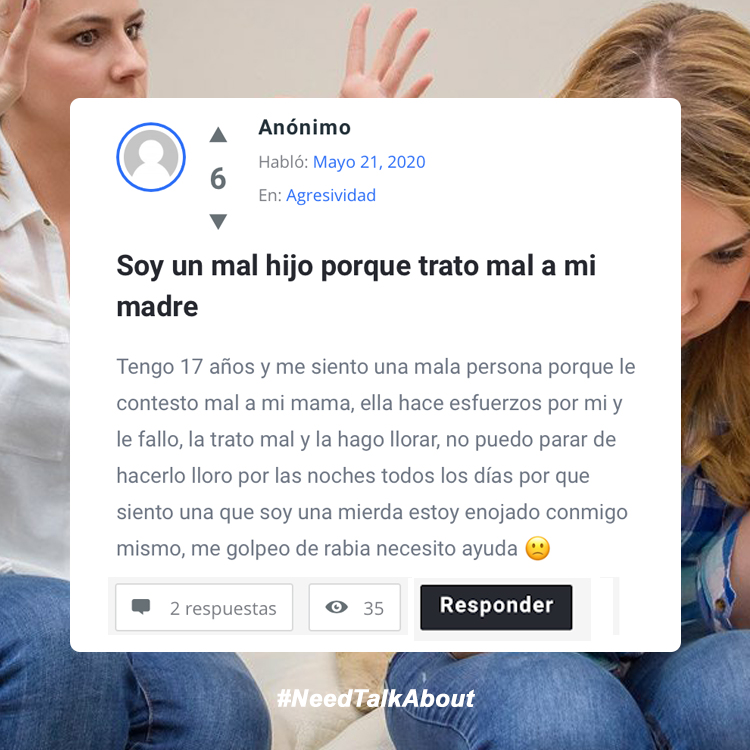 Anónimo
6
Habló: Mayo 21, 2020
En: Agresividad
Soy un mal hijo porque trato mal a mi
madre
Tengo 17 años y me siento una mala persona porque le
contesto mal a mi mama, ella hace esfuerzos por mi y
le fallo, la trato mal y la hago llorar, no puedo parar de
hacerlo lloro por las noches todos los días por que
siento una que soy una mierda estoy enojado conmigo
mismo, me golpeo de rabia necesito ayuda 🙁
2 respuestas 35 Responder
#NeedTalkAbout